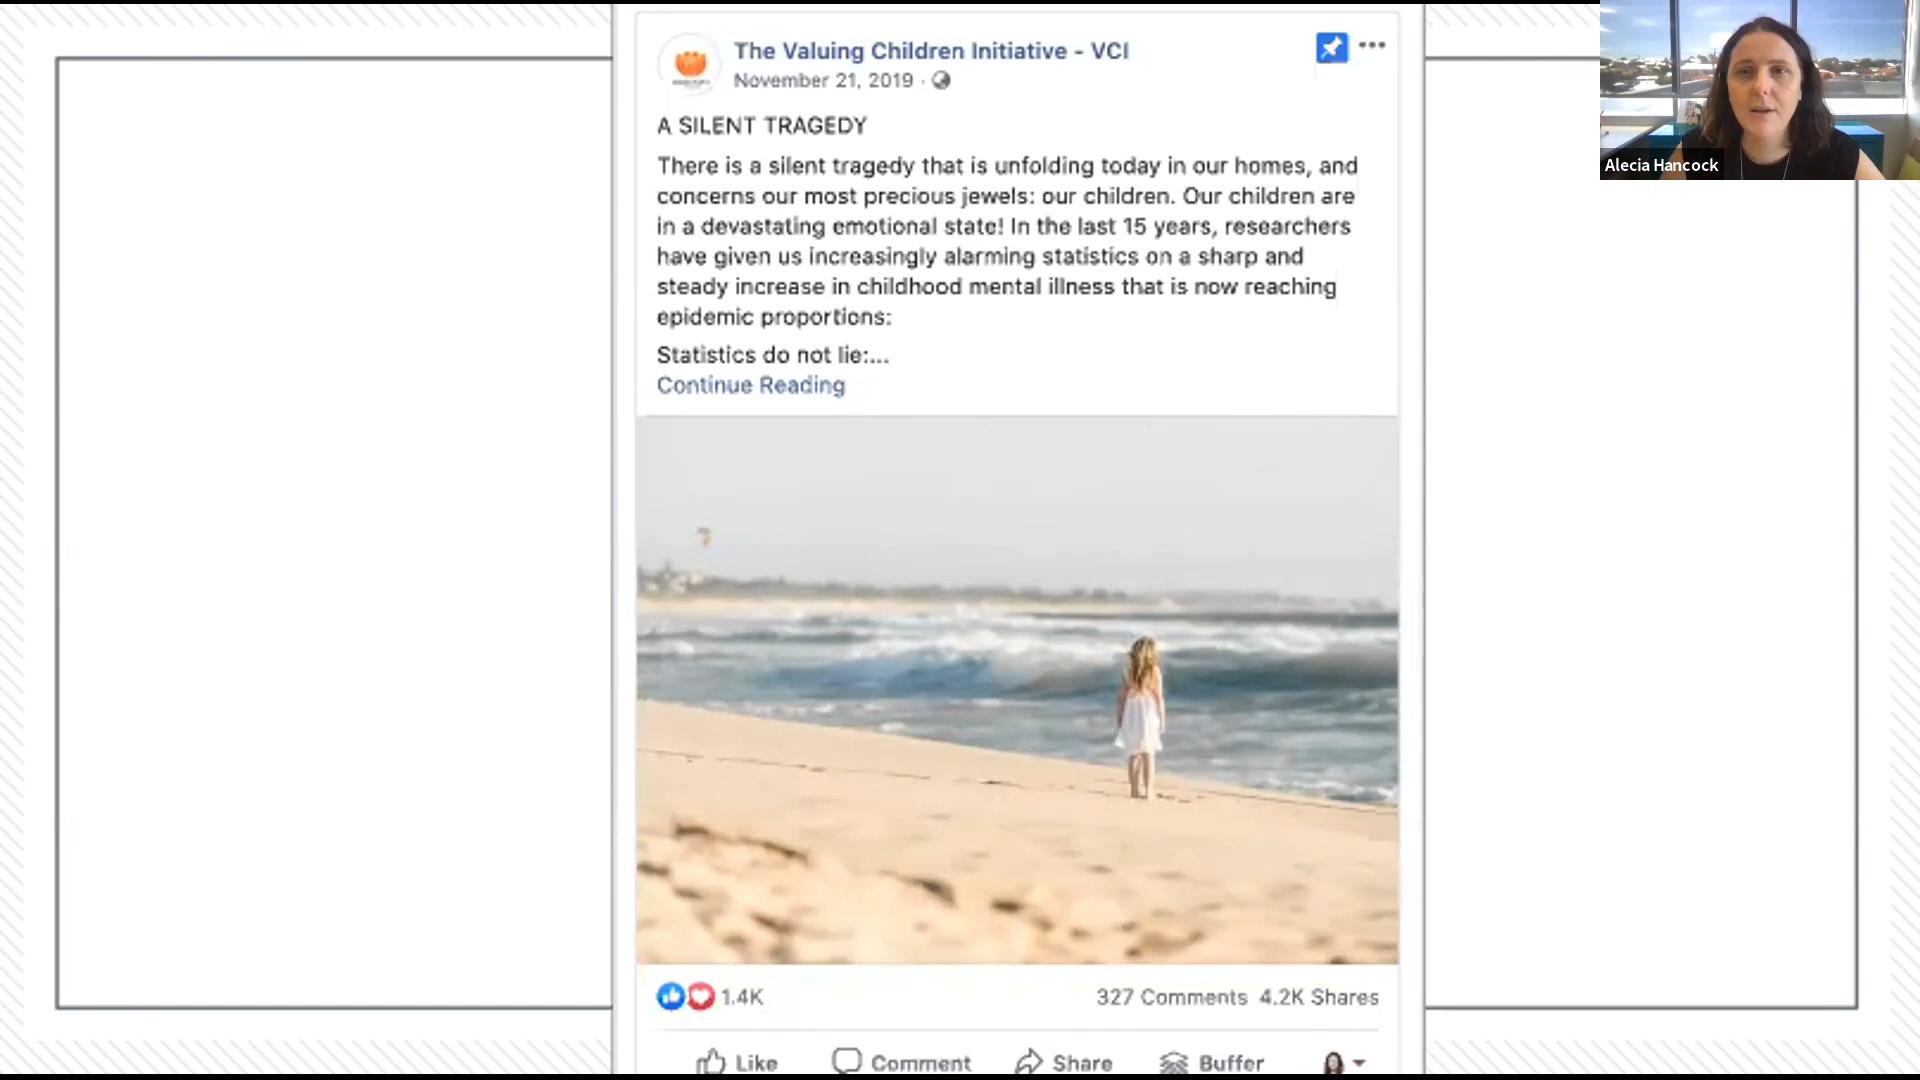 The Valuing Children Initiative - VCI
November 21, 2019 ·
A SILENT TRAGEDY
There is a silent tragedy that is unfolding today in our homes, and
concerns our most precious jewels: our children. Our children are
in a devastating emotional state! In the last 15 years, researchers
have given us increasingly alarming statistics on a sharp and
steady increase in childhood mental illness that is now reaching
epidemic proportions:
Statistics do not lie:...
Continue Reading
1.4K 327 Comments 4.2K Shares
Like Comment Share Buffer
Alecia Hancock